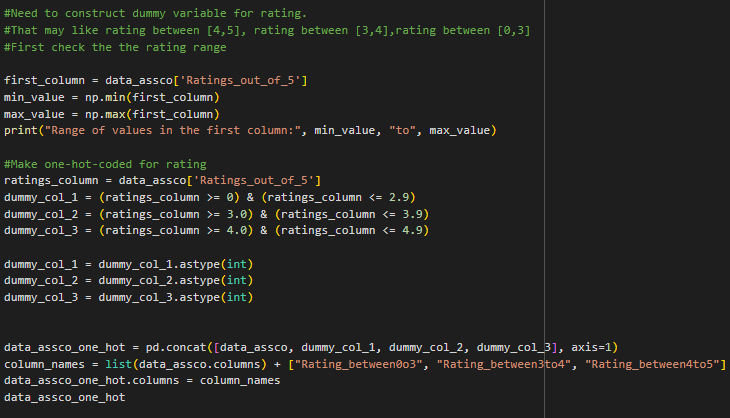 #Need to construct dummy variable for rating.
#That may like rating between [4,5], rating between [3,4],rating between [0,3]
#First check the the rating range
first_column = data_assco['Ratings_out_of_5']
min_value = np.min(first_column)
max_value = np.max(first_column)
print("Range of values in the first column:", min_value, "to", max_value)
#Make one-hot-coded for rating
ratings_column = data_assco['Ratings_out_of_5']
dummy_col_1 = (ratings_column >= 0) & (ratings_column <= 2.9)
dummy_col_2 = (ratings_column >= 3.0) & (ratings_column <= 3.9)
dummy_col_3 = (ratings_column >= 4.0) & (ratings_column <= 4.9)
dummy_col_1 = dummy_col_1.astype(int)
dummy_col_2 = dummy_col_2.astype(int)
dummy_col_3 = dummy_col_3.astype(int)
data_assco_one_hot = pd.concat([data_assco, dummy_col_1, dummy_col_2, dummy_col_3], axis=1)
column_names = list(data_assco.columns) + ["Rating_between0o3", "Rating_between3to4", "Rating_between4to5"]
data_assco_one_hot.columns = column_names
data_assco_one_hot